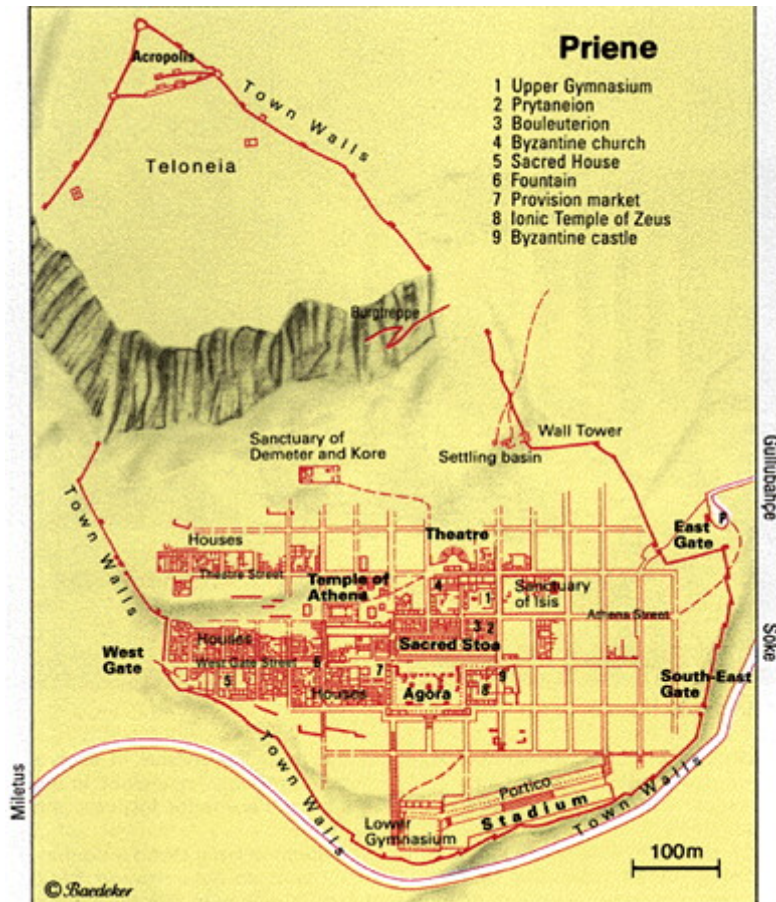 Priene
1 Upper Gymnasium
2 Prytaneion
3 Bouleuterion
4 Byzantine church
5 Sacred House
6 Fountain
7 Provision market
8 Ionic Temple of Zeus
9 Byzantine castle
Acropolis
Town Walls
Teloneia
Burgtreppe
Wall Tower
Sanctuary of
Demeter and Kore
Settling basin
Güllübahçe
Town Walls
P
East
Gate
Houses
Theatre
Theatre Street
Temple of
Athena
4
1
Sanctuary
of Isis
Athena Street
3
2
Houses
Sacred Stoa
West
Gate
West Gate Street
6
5
7
9
Houses
Agora
8
South-East
Gate
Söke
Town Walls
Miletus
Portico
Stadium
Town Walls
Lower
Gymnasium
100m
© Baedeker